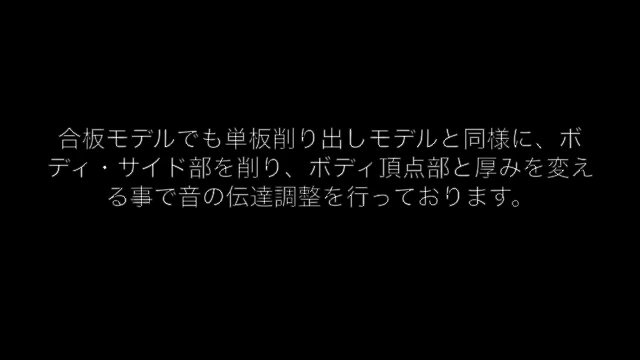 合板モデルでも単板削り出しモデルと同様に、ボ
ディ・サイド部を削り、ボディ頂点部と厚みを変え
る事で音の伝達調整を行っております。